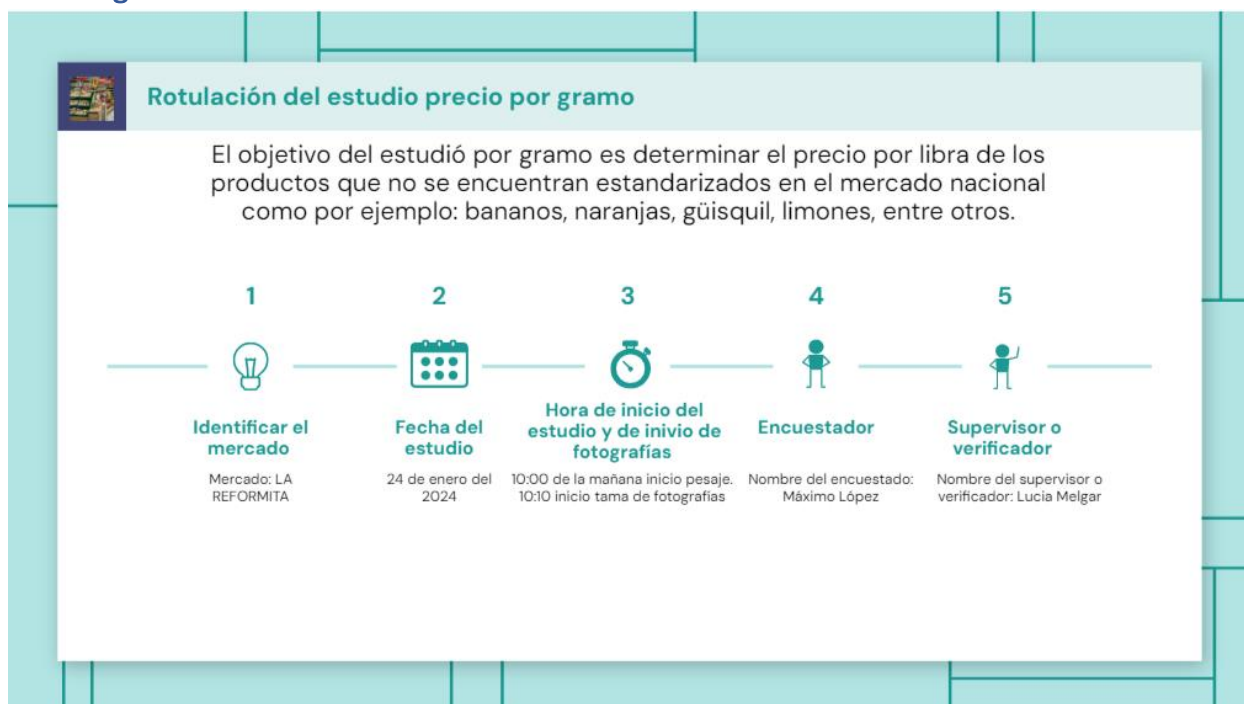 Rotulación del estudio precio por gramo
El objetivo del estudió por gramo es determinar el precio por libra de los
productos que no se encuentran estandarizados en el mercado nacional
como por ejemplo: bananos, naranjas, güisquil, limones, entre otros.
1
Identificar el
mercado
Mercado: LA
REFORMITA
2
Fecha del
estudio
24 de enero del
2024
3
Hora de inicio del
estudio y de inivio de
fotografías
10:00 de la mañana inicio pesaje.
10:10 inicio tama de fotografías
4
Encuestador
Nombre del encuestado:
Máximo López
5
Supervisor o
verificador
Nombre del supervisor o
verificador: Lucia Melgar